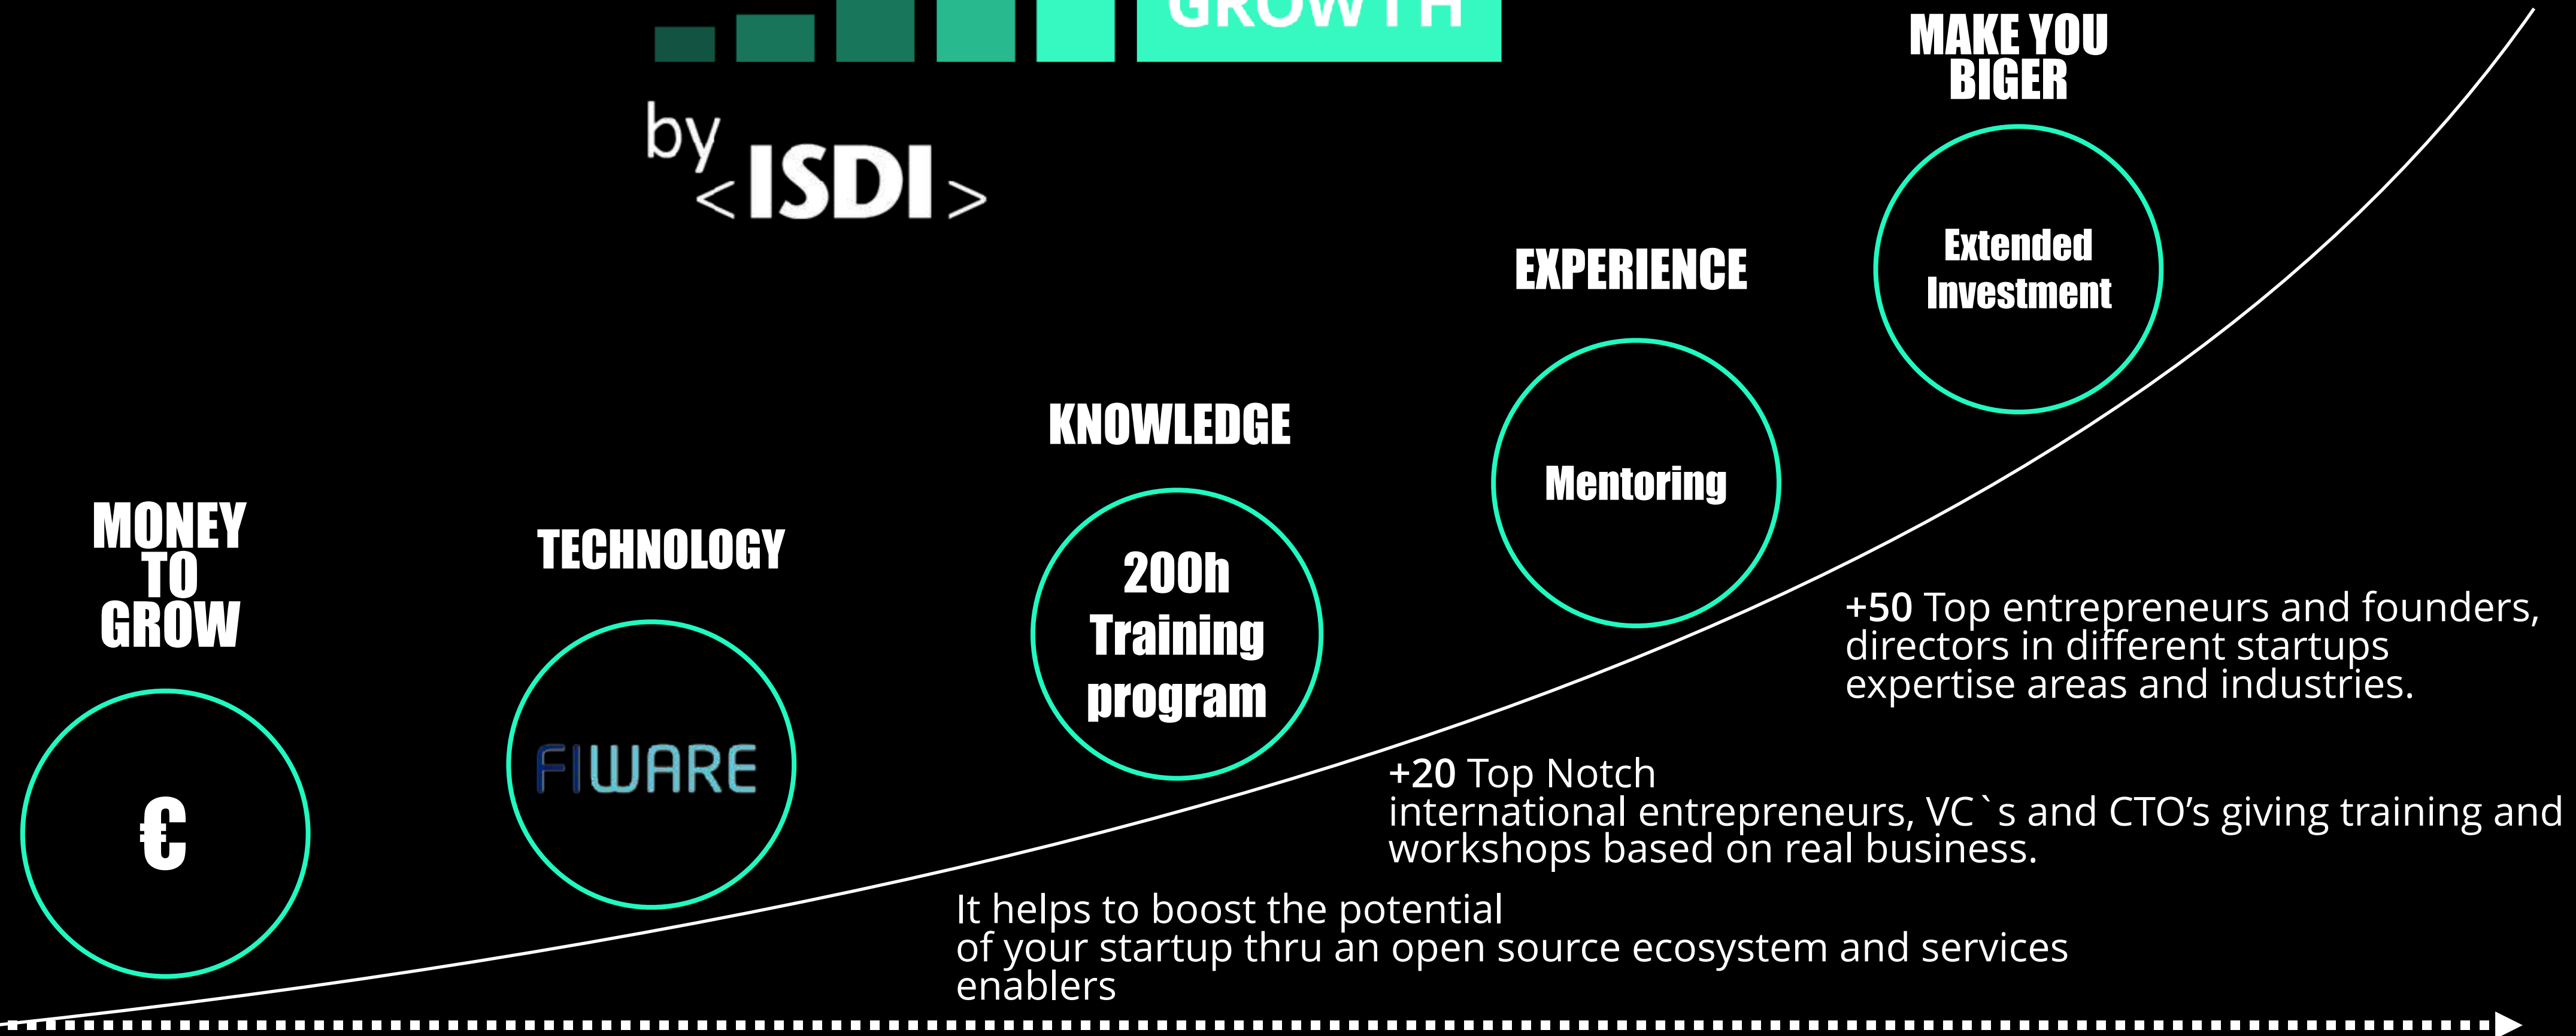 GROWTH
by
<ISDI>
MAKE YOU
BIGER
Extended
Investment
EXPERIENCE
Mentoring
KNOWLEDGE
200h
Training
program
TECHNOLOGY
FIWARE
MONEY
TO
GROW
€
+50 Top entrepreneurs and founders,
directors in different startups
expertise areas and industries.
+20 Top Notch
international entrepreneurs, VC`s and CTO’s giving training and
workshops based on real business.
It helps to boost the potential
of your startup thru an open source ecosystem and services
enablers